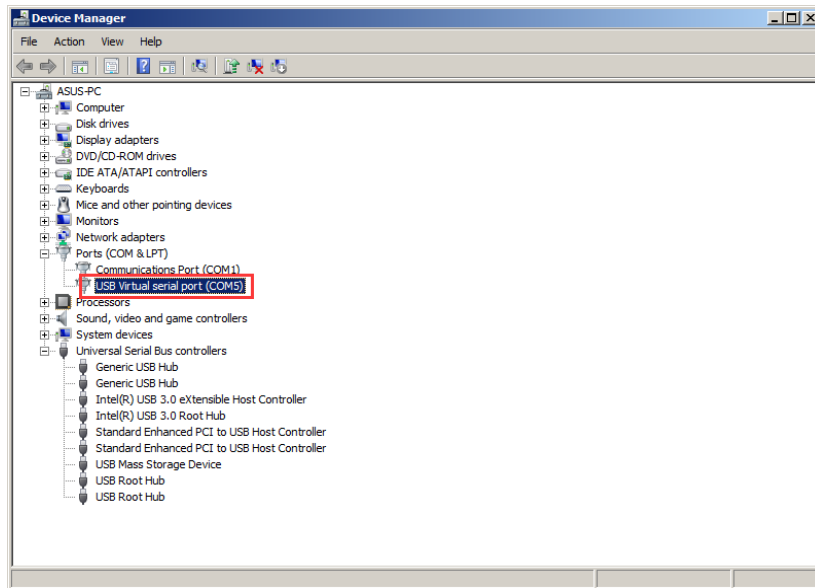 Device Manager
File Action View Help
ASUS-PC
Computer
Disk drives
Display adapters
DVD/CD-ROM drives
IDE ATA/ATAPI controllers
Keyboards
Mice and other pointing devices
Monitors
Network adapters
Ports (COM & LPT)
Communications Port (COM1)
USB Virtual serial port (COM5)
Processors
Sound, video and game controllers
System devices
Universal Serial Bus controllers
Generic USB Hub
Generic USB Hub
Intel(R) USB 3.0 eXtensible Host Controller
Intel(R) USB 3.0 Root Hub
Standard Enhanced PCI to USB Host Controller
Standard Enhanced PCI to USB Host Controller
USB Mass Storage Device
USB Root Hub
USB Root Hub